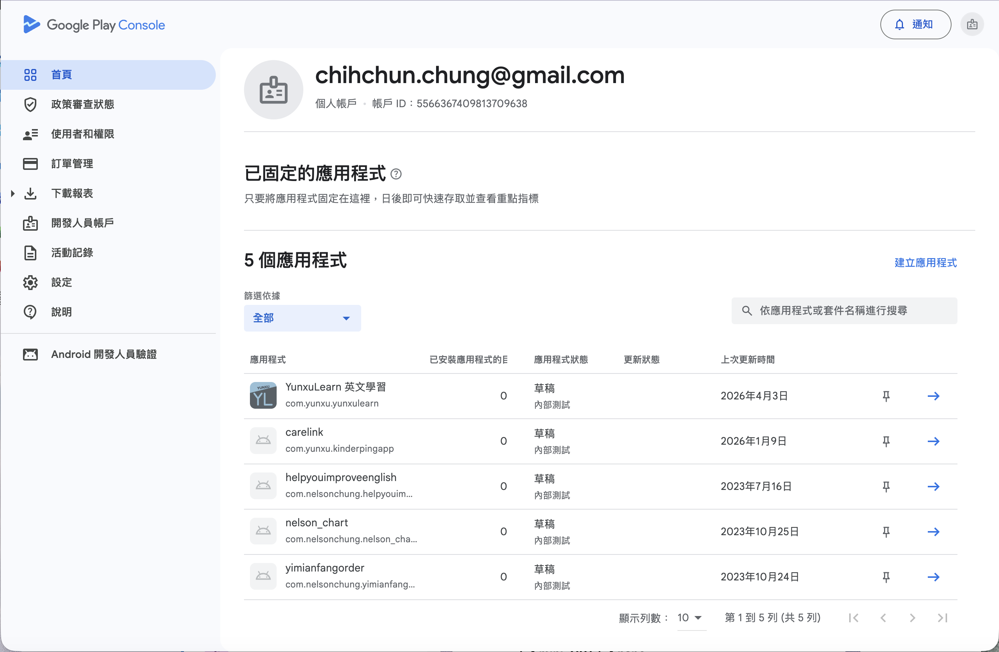 Google Play Console
通知
首頁
政策審查狀態
使用者和權限
訂單管理
下載報表
開發人員帳戶
活動記錄
設定
說明
Android 開發人員驗證
chihchun.chung@gmail.com
個人帳戶 • 帳戶 ID：5566367409813709638
已固定的應用程式
只要將應用程式固定在這裡，日後即可快速存取並查看重點指標
5 個應用程式
建立應用程式
篩選依據
全部
依應用程式或套件名稱進行搜尋
應用程式 已安裝應用程式的 應用程式狀態 更新狀態 上次更新時間
YUNXU
YL
YunxuLearn 英文學習
com.yunxu.yunxulearn
0
草稿
內部測試
2026年4月3日
carelink
com.yunxu.kinderpingapp
0
草稿
內部測試
2026年1月9日
helpyouimproveenglish
com.nelsonchung.helpyouim...
0
草稿
內部測試
2023年7月16日
nelson_chart
com.nelsonchung.nelson_cha...
0
草稿
內部測試
2023年10月25日
yimianfangorder
com.nelsonchung.yimianfang...
0
草稿
內部測試
2023年10月24日
顯示列數： 10 第 1 到 5 列 (共 5 列)